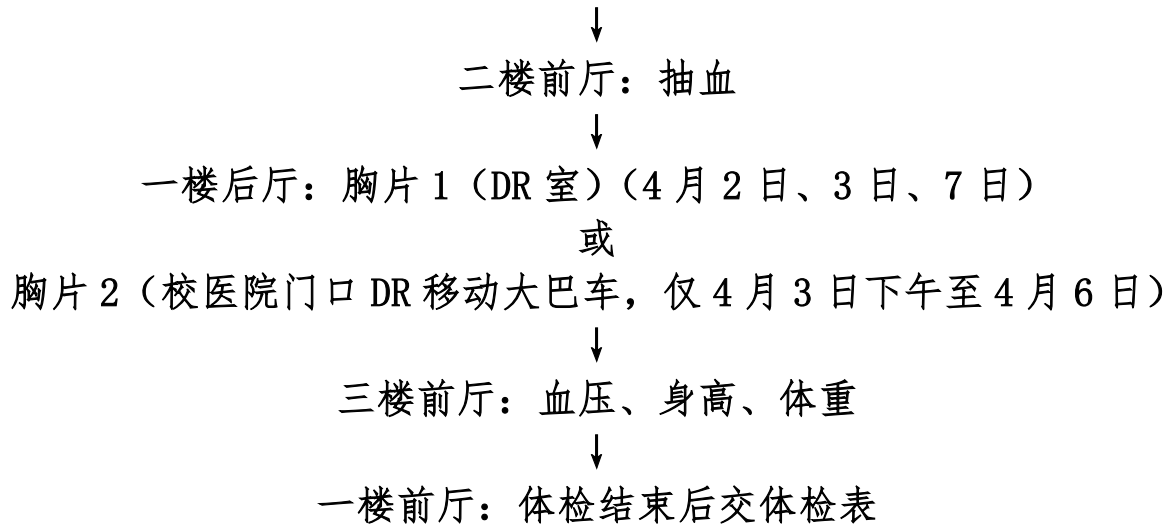 ↓
二楼前厅：抽血
↓
一楼后厅：胸片1（DR室）（4月2日、3日、7日）
或
胸片2（校医院门口DR移动大巴车，仅4月3日下午至4月6日）
↓
三楼前厅：血压、身高、体重
↓
一楼前厅：体检结束后交体检表